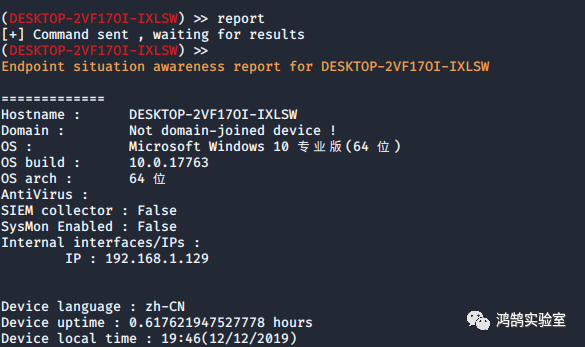 (DESKTOP-2VF17OI-IXLSW) >> report
[+] Command sent , waiting for results
(DESKTOP-2VF17OI-IXLSW) >>
Endpoint situation awareness report for DESKTOP-2VF17OI-IXLSW
=============
Hostname : DESKTOP-2VF17OI-IXLSW
Domain : Not domain-joined device !
OS : Microsoft Windows 10 专业版(64 位)
OS build : 10.0.17763
OS arch : 64 位
AntiVirus :
SIEM collector : False
SysMon Enabled : False
Internal interfaces/IPs :
IP : 192.168.1.129
Device language : zh-CN
Device uptime : 0.617621947527778 hours
Device local time : 19:46(12/12/2019)
鸿鹄实验室